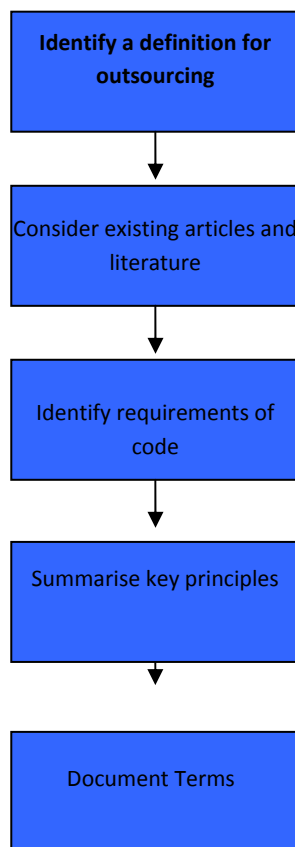 Identify a definition for
outsourcing
Consider existing articles and
literature
Identify requirements of
code
Summarise key principles
Document Terms